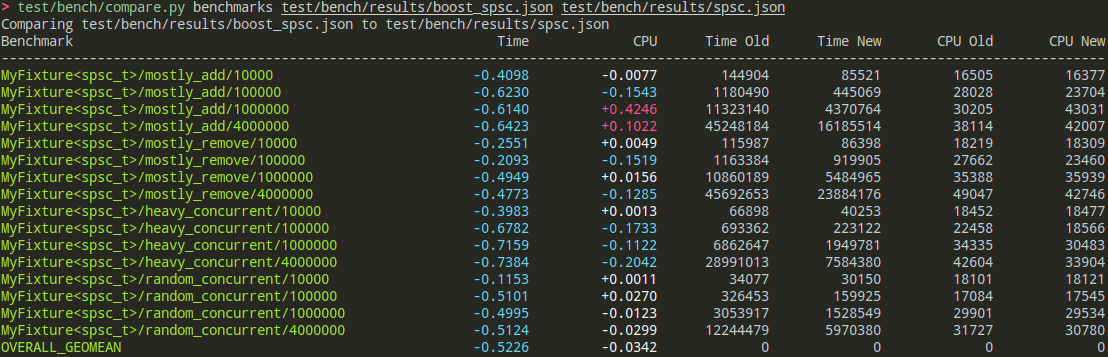 > test/bench/compare.py benchmarks test/bench/results/boost_spsc.json test/bench/results/spsc.json
Comparing test/bench/results/boost_spsc.json to test/bench/results/spsc.json
Benchmark Time CPU Time Old Time New CPU Old CPU New
----------------------------------------------------------------------------------------------------------------------------------------
MyFixture<spsc_t>/mostly_add/10000 -0.4098 -0.0077 144904 85521 16505 16377
MyFixture<spsc_t>/mostly_add/100000 -0.6230 -0.1543 1180490 445069 28028 23704
MyFixture<spsc_t>/mostly_add/1000000 -0.6140 +0.4246 11323140 4370764 30205 43031
MyFixture<spsc_t>/mostly_add/4000000 -0.6423 +0.1022 45248184 16185514 38114 42007
MyFixture<spsc_t>/mostly_remove/10000 -0.2551 +0.0049 115987 86398 18219 18309
MyFixture<spsc_t>/mostly_remove/100000 -0.2093 -0.1519 1163384 919905 27662 23460
MyFixture<spsc_t>/mostly_remove/1000000 -0.4949 +0.0156 10860189 5484965 35388 35939
MyFixture<spsc_t>/mostly_remove/4000000 -0.4773 -0.1285 45692653 23884176 49047 42746
MyFixture<spsc_t>/heavy_concurrent/10000 -0.3983 +0.0013 66898 40253 18452 18477
MyFixture<spsc_t>/heavy_concurrent/100000 -0.6782 -0.1733 693362 223122 22458 18566
MyFixture<spsc_t>/heavy_concurrent/1000000 -0.7159 -0.1122 6862647 1949781 34335 30483
MyFixture<spsc_t>/heavy_concurrent/4000000 -0.7384 -0.2042 28991013 7584380 42604 33904
MyFixture<spsc_t>/random_concurrent/10000 -0.1153 +0.0011 34077 30150 18101 18121
MyFixture<spsc_t>/random_concurrent/100000 -0.5101 +0.0270 326453 159925 17084 17545
MyFixture<spsc_t>/random_concurrent/1000000 -0.4995 -0.0123 3053917 1528549 29901 29534
MyFixture<spsc_t>/random_concurrent/4000000 -0.5124 -0.0299 12244479 5970380 31727 30780
OVERALL_GEOMEAN -0.5226 -0.0342 0 0 0 0